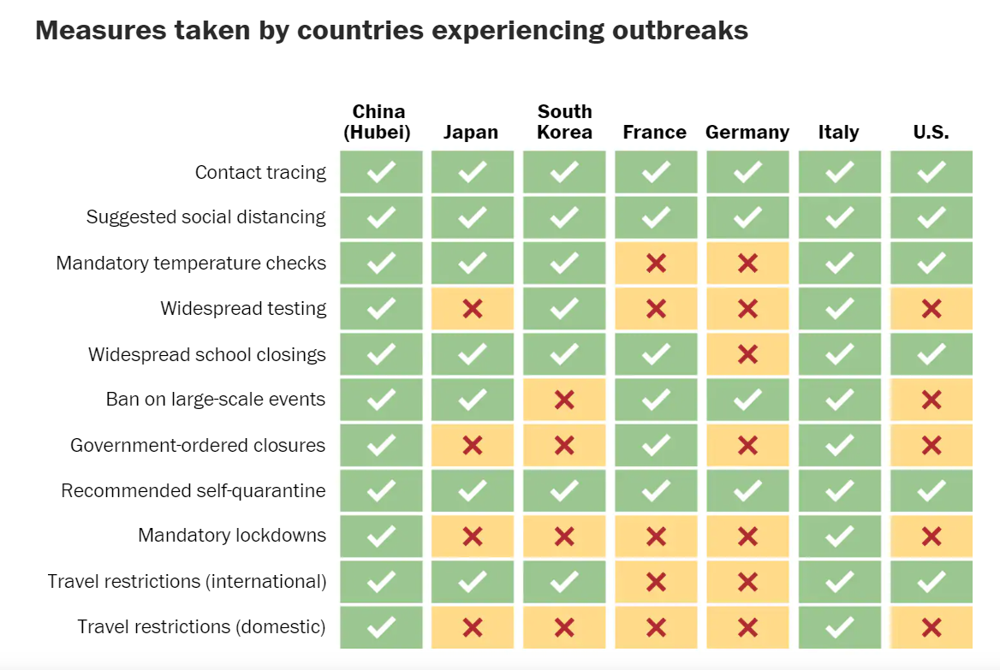 Measures taken by countries experiencing outbreaks
China
(Hubei)
Japan
South
Korea
France
Germany
Italy
U.S.
Contact tracing
Suggested social distancing
Mandatory temperature checks
Widespread testing
Widespread school closings
Ban on large-scale events
Government-ordered closures
Recommended self-quarantine
Mandatory lockdowns
Travel restrictions (international)
Travel restrictions (domestic)